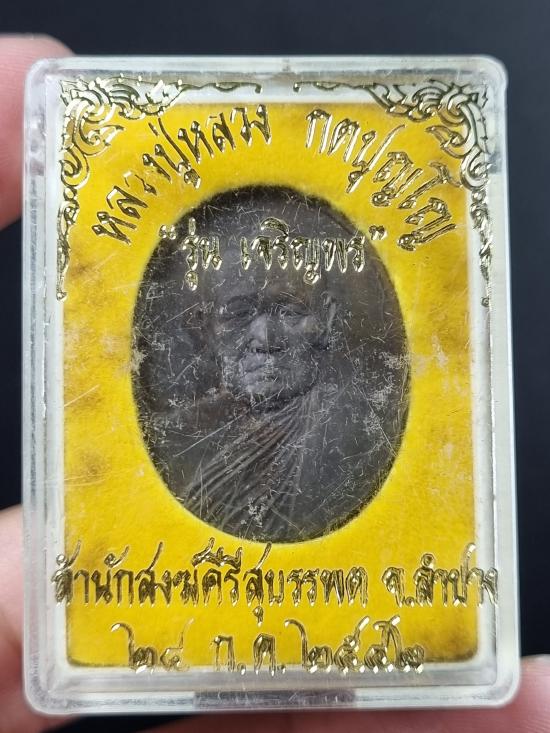 หลวงปู่หลวง กตปุญโญ
"รุ่น เจริญพร"
สำนักสงฆ์คีรีสุบรรพต จ.ลำปาง
๒๔ ก.ค. ๒๕๔๒